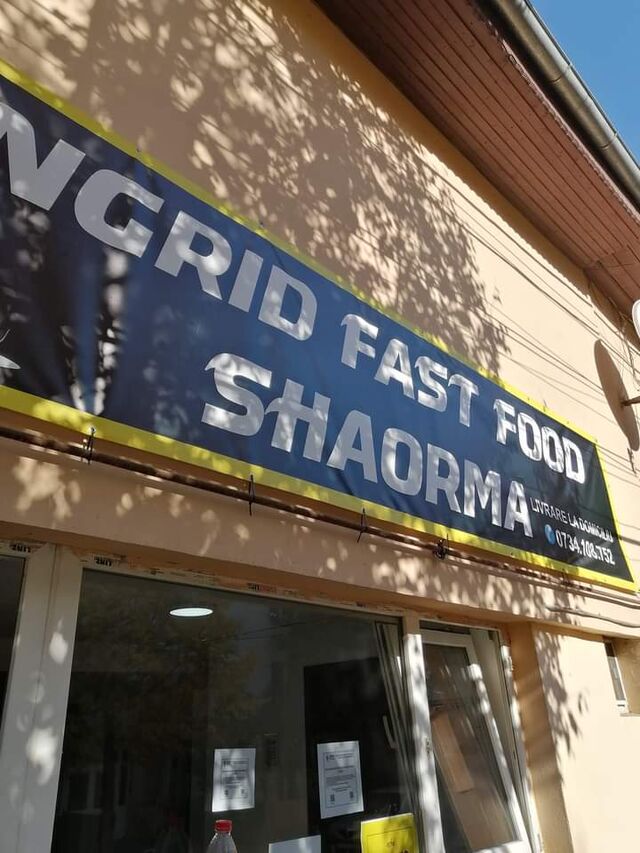 NGRID FAST FOOD
SHAORMA
LIVRARE LA DOMICILIU
0734.108.752